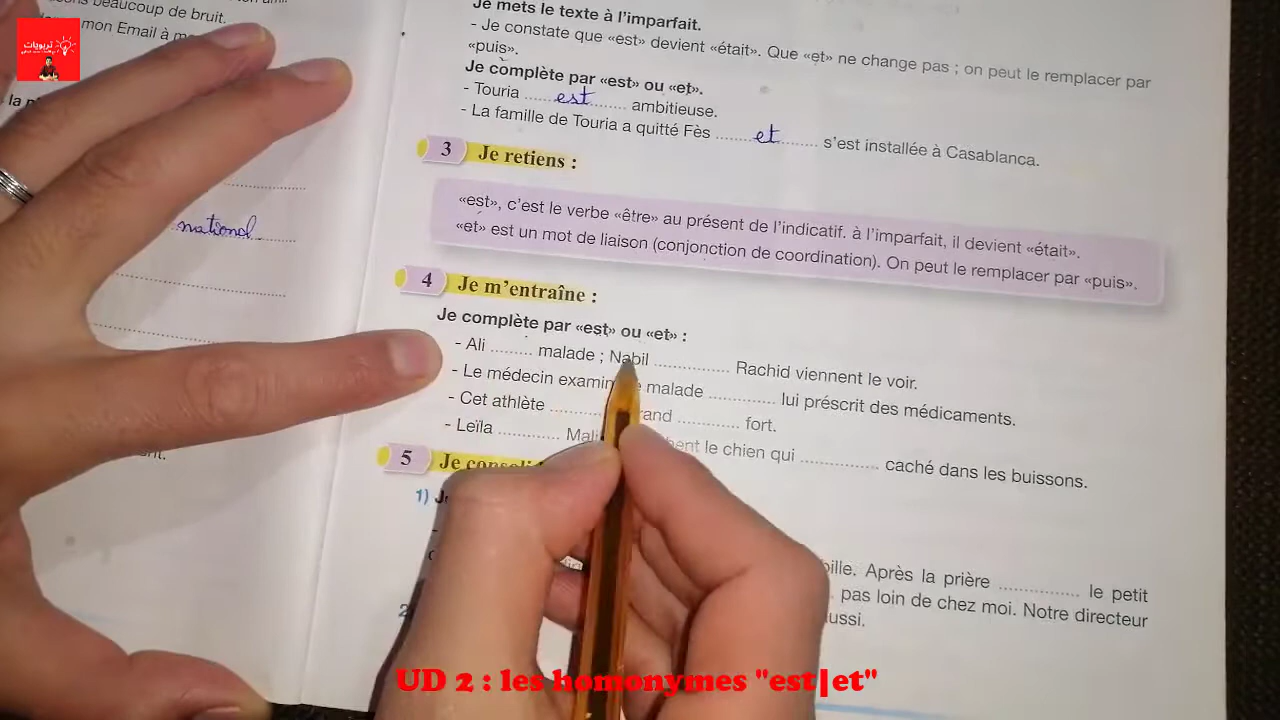 beaucoup de bruit.
mon Email à
la
national
Je mets le texte à l'imparfait.
- Je constate que «est» devient «était». Que «et» ne change pas ; on peut le remplacer par
«puis».
Je complète par «est» ou «et».
- Touria ........est........ ambitieuse.
- La famille de Touria a quitté Fès ........et........ s'est installée à Casablanca.
3 Je retiens :
«est», c'est le verbe «être» au présent de l'indicatif. à l'imparfait, il devient «était».
«et» est un mot de liaison (conjonction de coordination). On peut le remplacer par «puis».
4 Je m'entraîne :
Je complète par «est» ou «et» :
- Ali ......... malade ; Nabil ................ Rachid viennent le voir.
- Le médecin malade .............. lui préscrit des médicaments.
- Cet athlète ............. fort.
- Leïla ............. le chien qui ................ caché dans les buissons.
5 Je
1)
Après la prière ................ le petit
pas loin de chez moi. Notre directeur
تربويات
UD 2 : les homonymes "est|et"